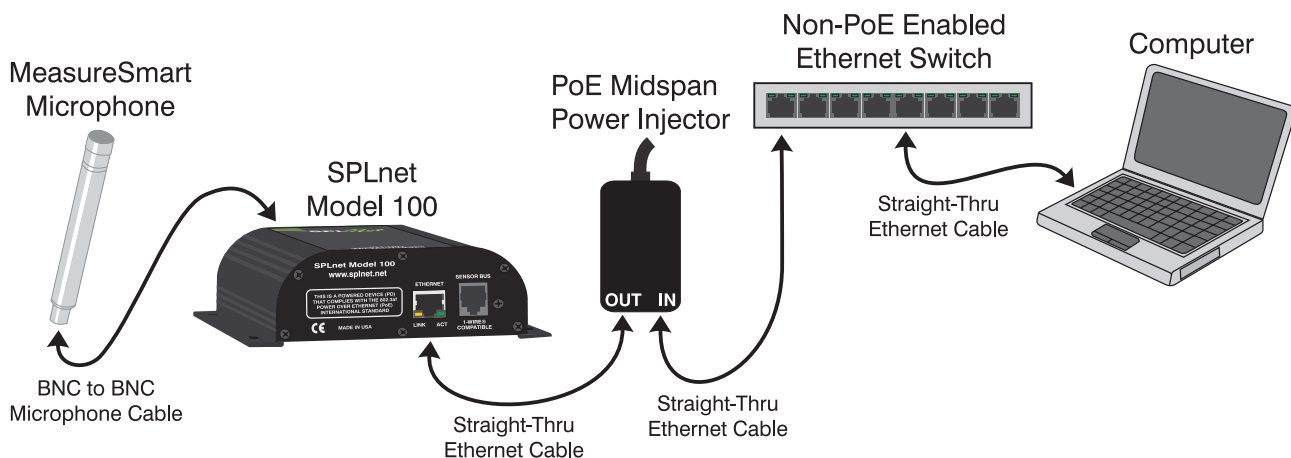 MeasureSmart
Microphone
SPLnet
Model 100
PoE Midspan
Power Injector
Non-PoE Enabled
Ethernet Switch
Computer
SPLnet Model 100
www.splnet.net
THIS IS A POWERED DEVICE (PD)
THAT COMPLIES WITH THE 802.3af
POWER OVER ETHERNET (PoE)
INTERNATIONAL STANDARD
CE MADE IN USA
ETHERNET
LINK ACT
SENSOR BUS
1-WIRE®
COMPATIBLE
OUT IN
BNC to BNC
Microphone Cable
Straight-Thru
Ethernet Cable
Straight-Thru
Ethernet Cable
Straight-Thru
Ethernet Cable